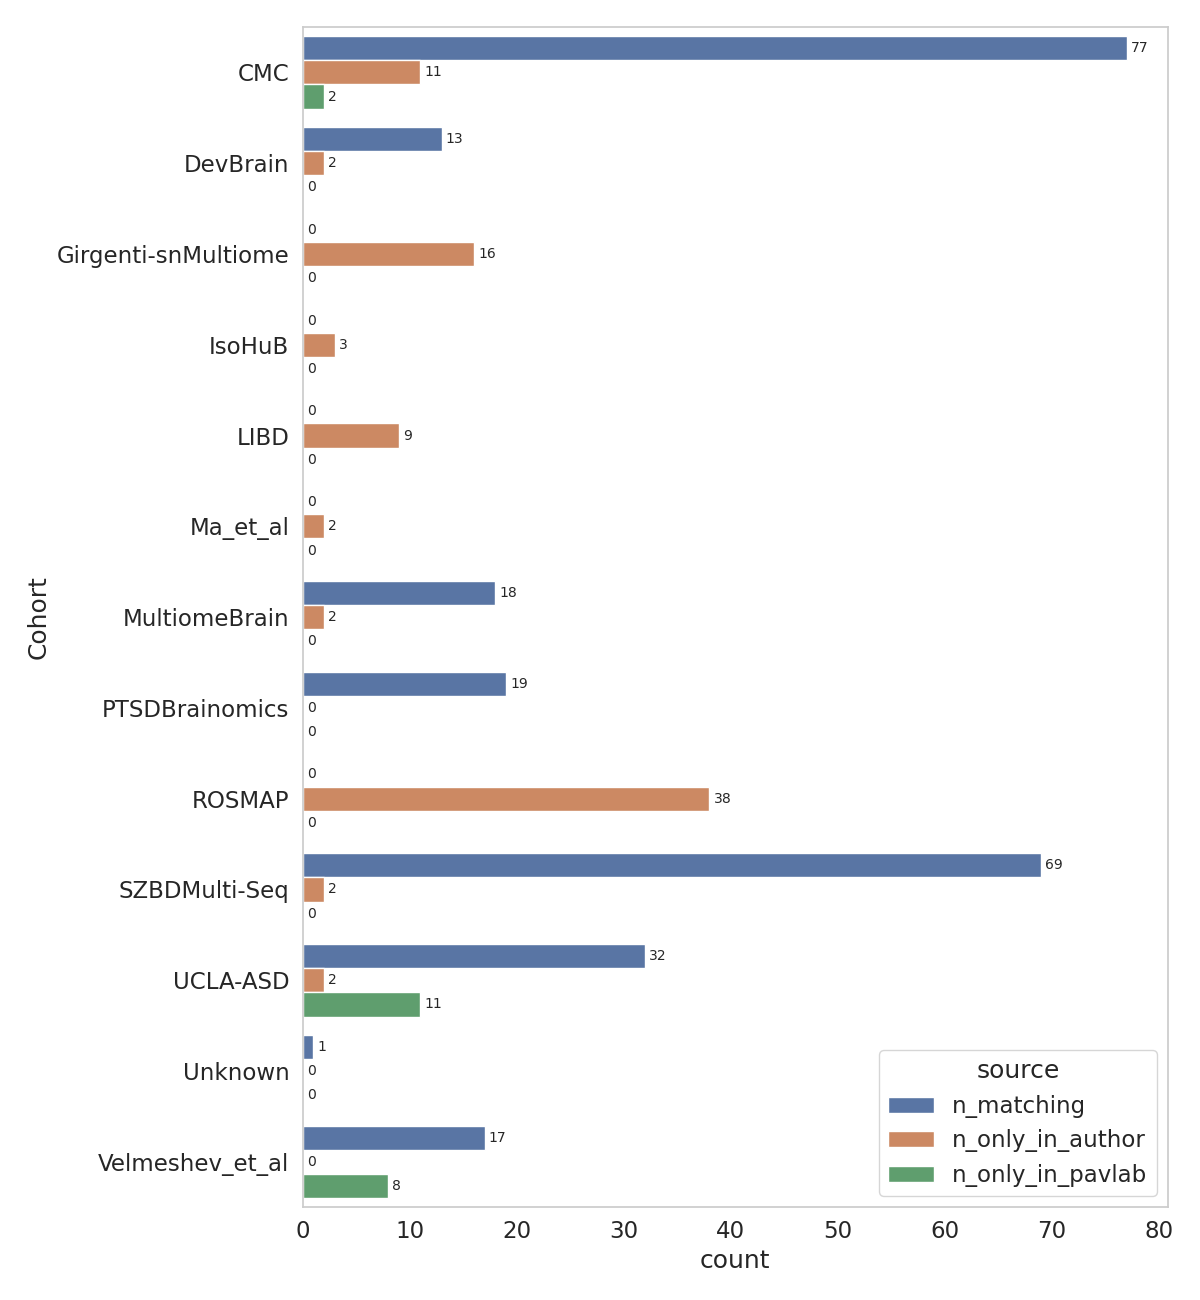 CMC 77
11
2
DevBrain 13
2
0
Girgenti-snMultiome 0
16
0
IsoHuB 0
3
0
LIBD 0
9
0
Ma_et_al 0
2
0
MultiomeBrain 18
2
0
PTSDBrainomics 19
0
0
ROSMAP 0
38
0
SZBDMulti-Seq 69
2
0
UCLA-ASD 32
2
11
Unknown 1
0
0
Velmeshev_et_al 17
0
8
Cohort
source
n_matching
n_only_in_author
n_only_in_pavlab
0 10 20 30 40 50 60 70 80
count